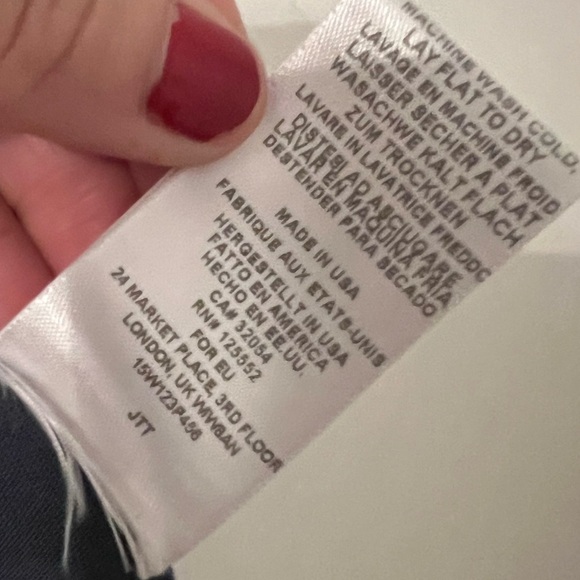 MACHINE WASH COLD,
LAY FLAT TO DRY
LAVAGE EN MACHINE FROID
LAISSER SECHER A PLAT
WASACHWE KALT FLACH
ZUM TROCKNEN
LAVARE IN LAVATRICE FREDDO
DISTESI AD ASCIUGARE
LAVAR EN MAQUINA FRIA
DESTENDER PARA SECADO
MADE IN USA
FABRIQUE AUX ETATS-UNIS
HERGESTELLT IN USA
FATTO EN AMERICA
HECHO EN EE.UU.
CA# 32054
RN# 125552
FOR EU
24 MARKET PLACE, 3RD FLOOR
LONDON, UK W1W8AN
15W123P456
JTT